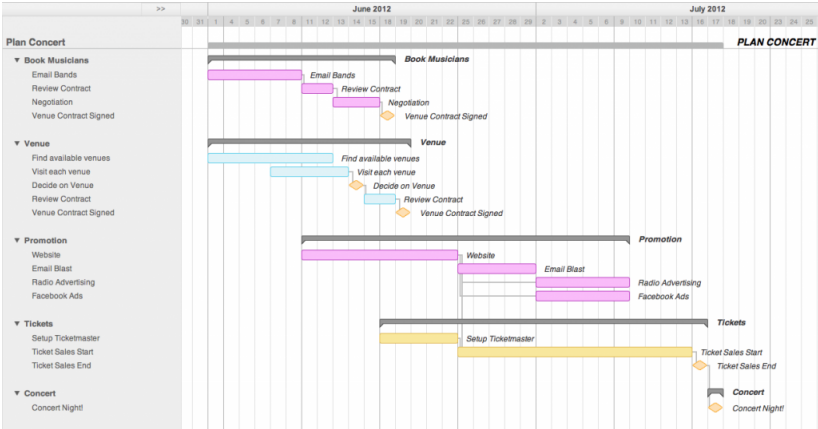 >> June 2012 July 2012
30 31 1 4 5 6 7 8 11 12 13 14 15 18 19 20 21 22 25 26 27 28 29 2 3 4 5 6 9 10 11 12 13 16 17 18 19 20 23 24 25
Plan Concert PLAN CONCERT
Book Musicians Book Musicians
Email Bands Email Bands
Review Contract Review Contract
Negotiation Negotiation
Venue Contract Signed Venue Contract Signed
Venue Venue
Find available venues Find available venues
Visit each venue Visit each venue
Decide on Venue Decide on Venue
Review Contract Review Contract
Venue Contract Signed Venue Contract Signed
Promotion Promotion
Website Website
Email Blast Email Blast
Radio Advertising Radio Advertising
Facebook Ads Facebook Ads
Tickets Tickets
Setup Ticketmaster Setup Ticketmaster
Ticket Sales Start Ticket Sales Start
Ticket Sales End Ticket Sales End
Concert Concert
Concert Night! Concert Night!